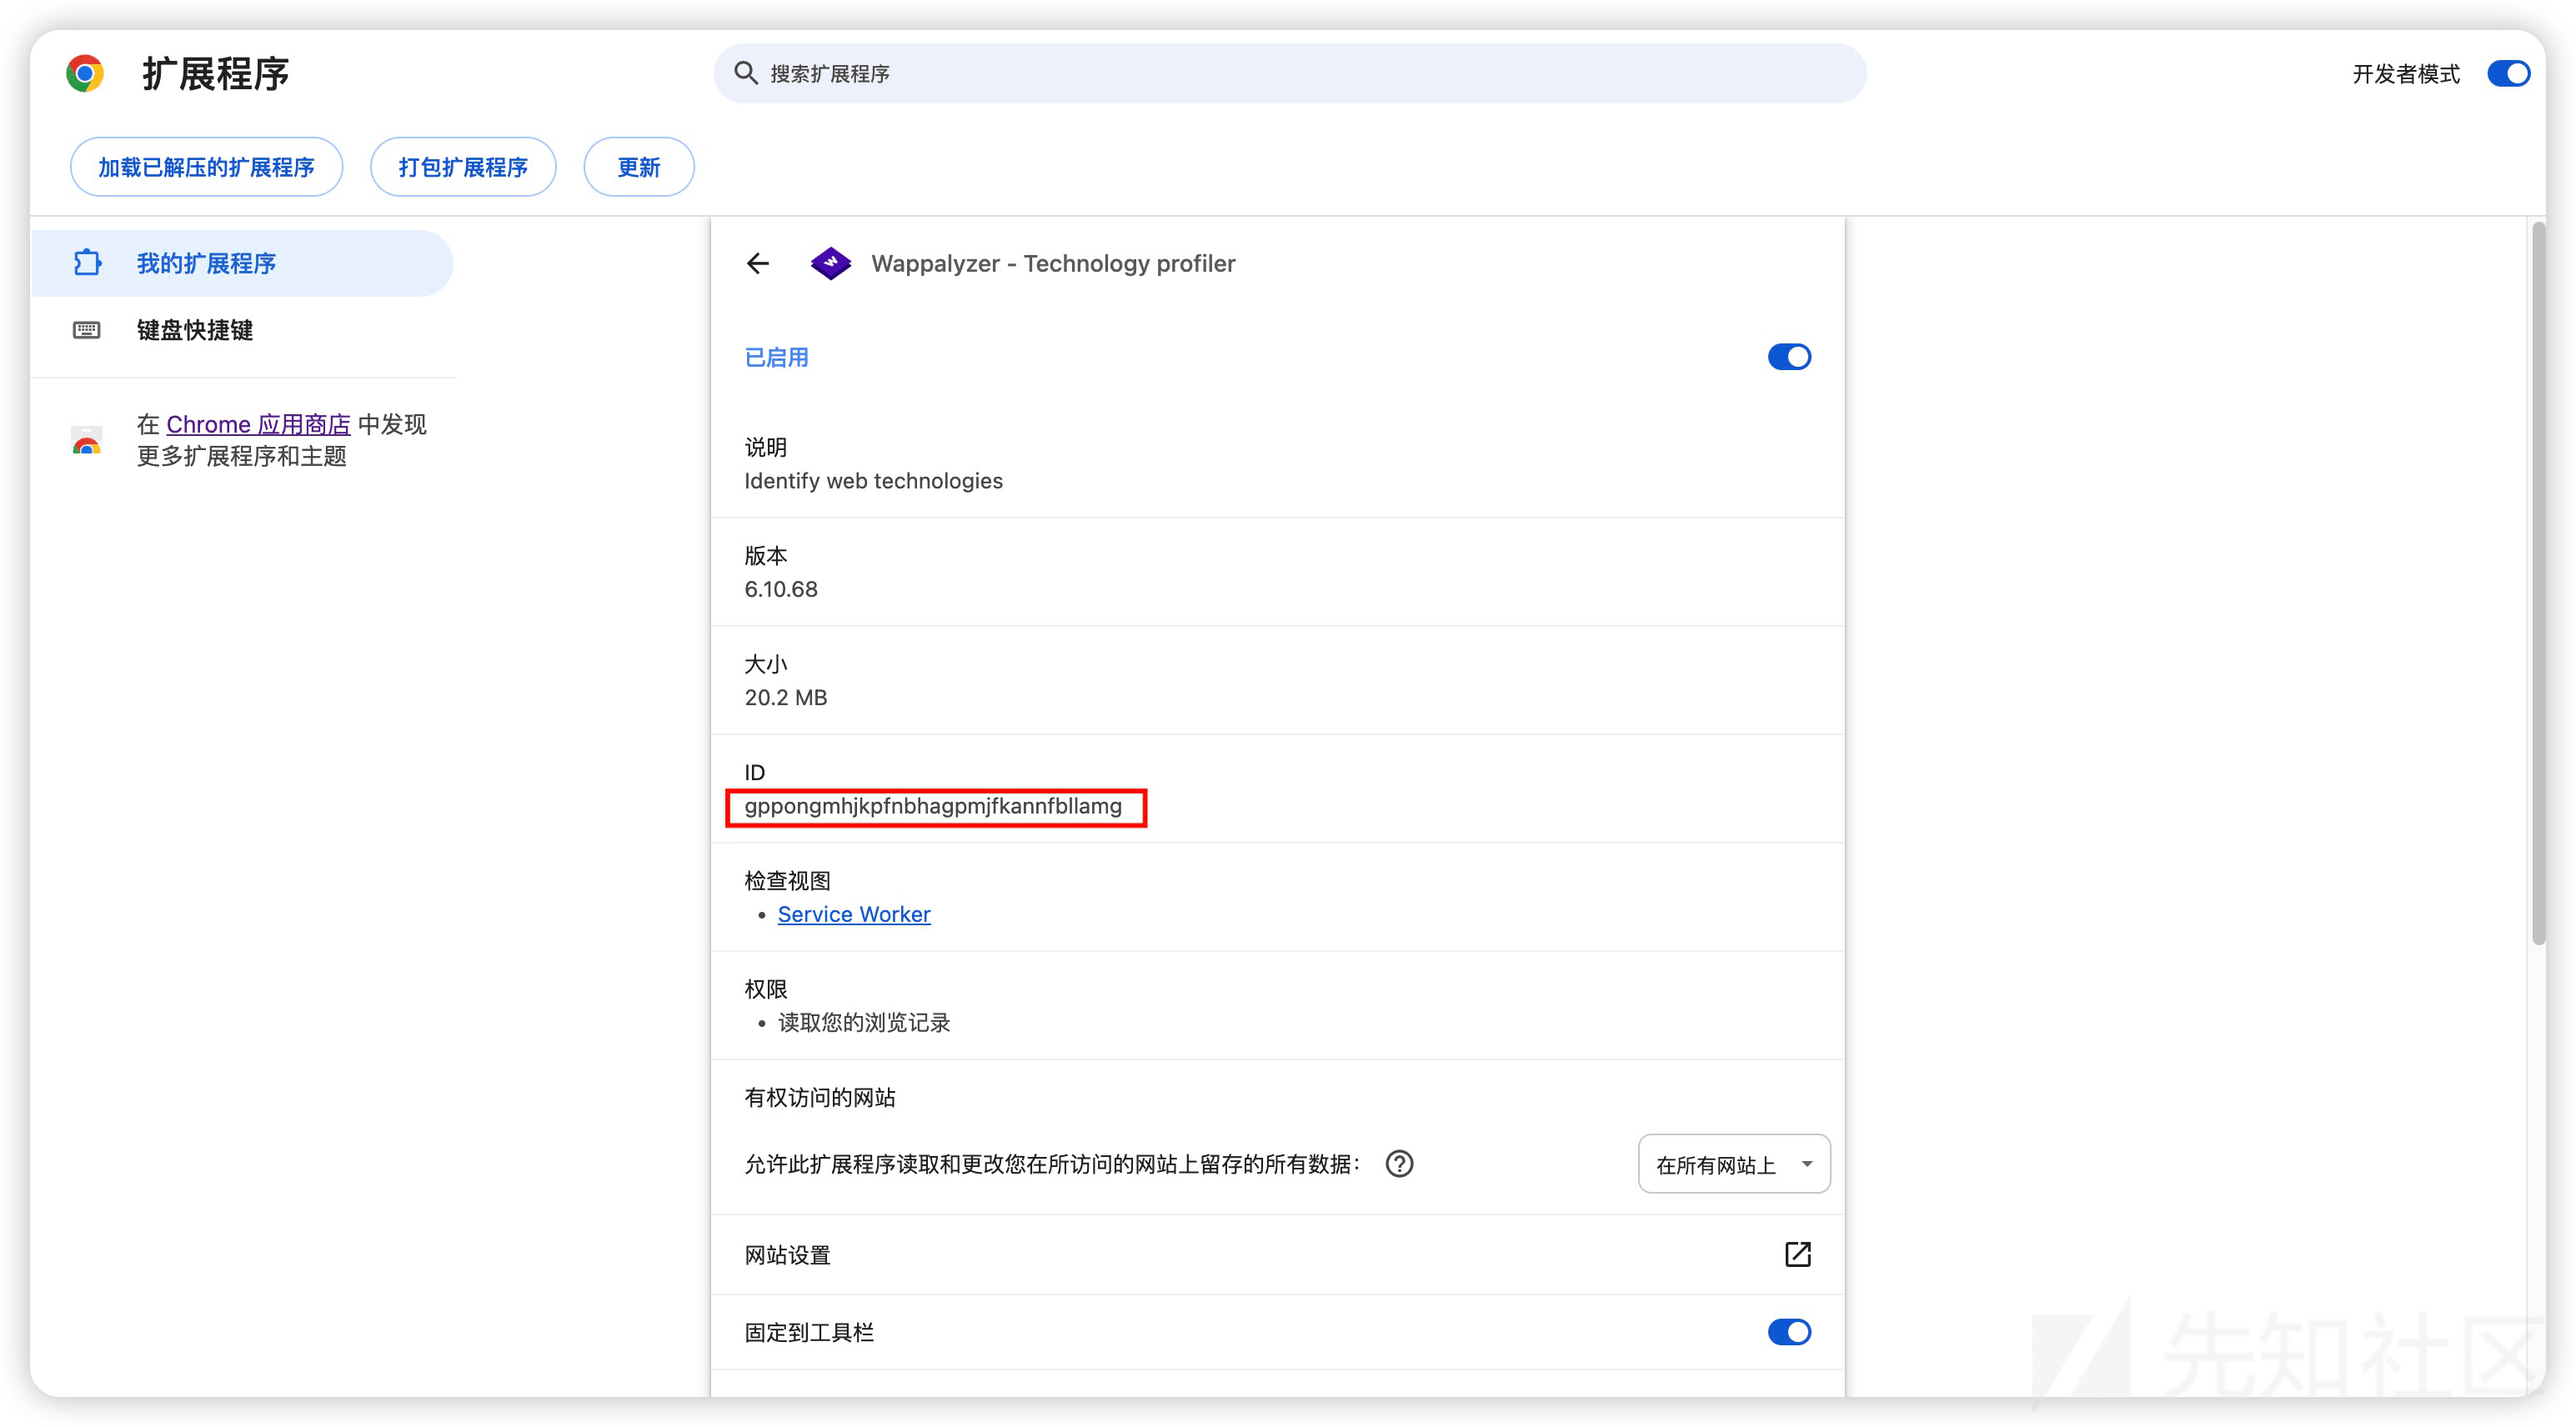 扩展程序
搜索扩展程序
开发者模式
加载已解压的扩展程序
打包扩展程序
更新
我的扩展程序
键盘快捷键
在 Chrome 应用商店 中发现
更多扩展程序和主题
Wappalyzer - Technology profiler
已启用
说明
Identify web technologies
版本
6.10.68
大小
20.2 MB
ID
gppongmhjkpfnbhagpmjfkannfbllamg
检查视图
• Service Worker
权限
• 读取您的浏览记录
有权访问的网站
允许此扩展程序读取和更改您在所访问的网站上留存的所有数据：
在所有网站上
网站设置
固定到工具栏
先知社区